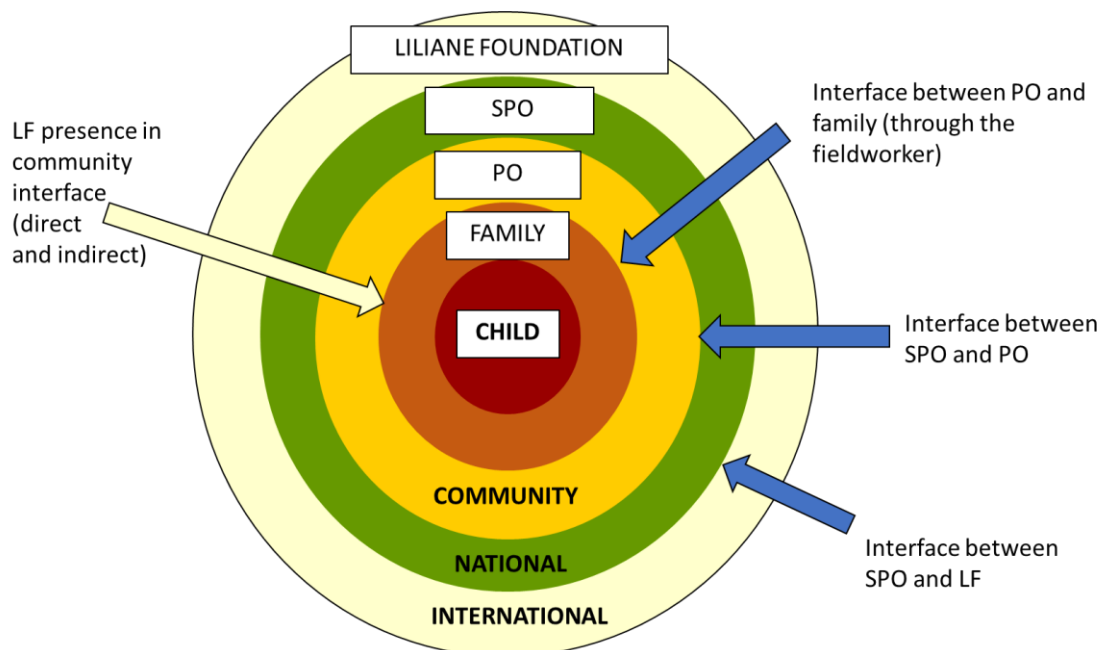 LILIANE FOUNDATION
SPO
PO
FAMILY
CHILD
COMMUNITY
NATIONAL
INTERNATIONAL
LF presence in
community
interface
(direct
and indirect)
Interface between PO and
family (through the
fieldworker)
Interface between
SPO and PO
Interface between
SPO and LF